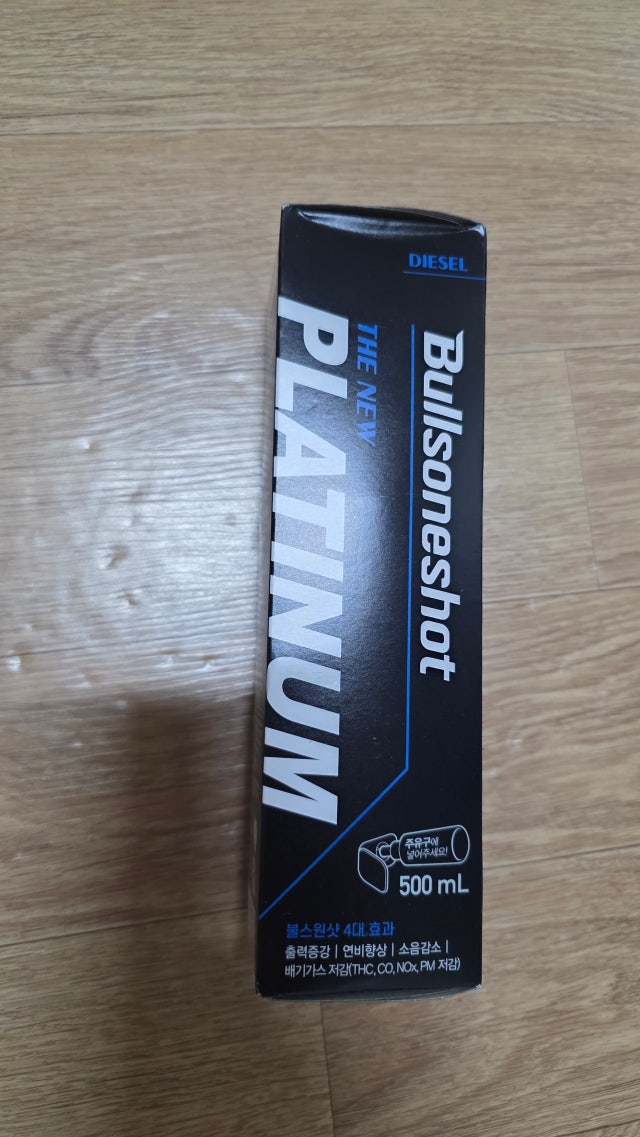 DIESEL
Bullsoneshot
THE NEW
PLATINUM
주유구에
넣어주세요!
500 mL
불스원샷 4대 효과
출력증강 | 연비향상 | 소음감소 |
배기가스 저감(THC, CO, NOx, PM 저감)